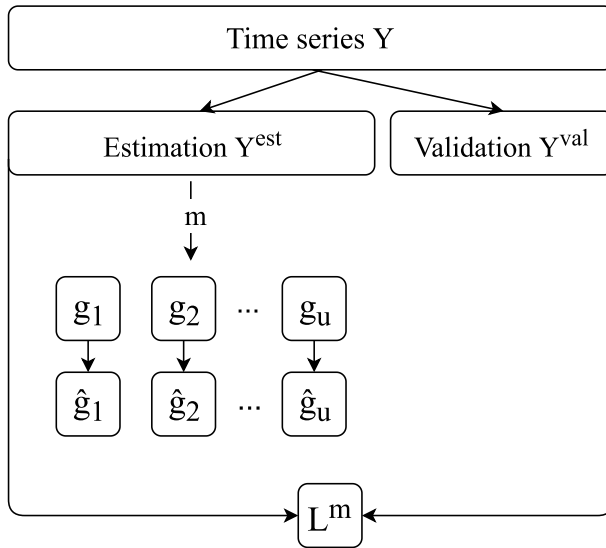 Time series Y
Estimation Y^est Validation Y^val
m
g₁ g₂ ... gᵤ
ĝ₁ ĝ₂ ... ĝᵤ
L^m